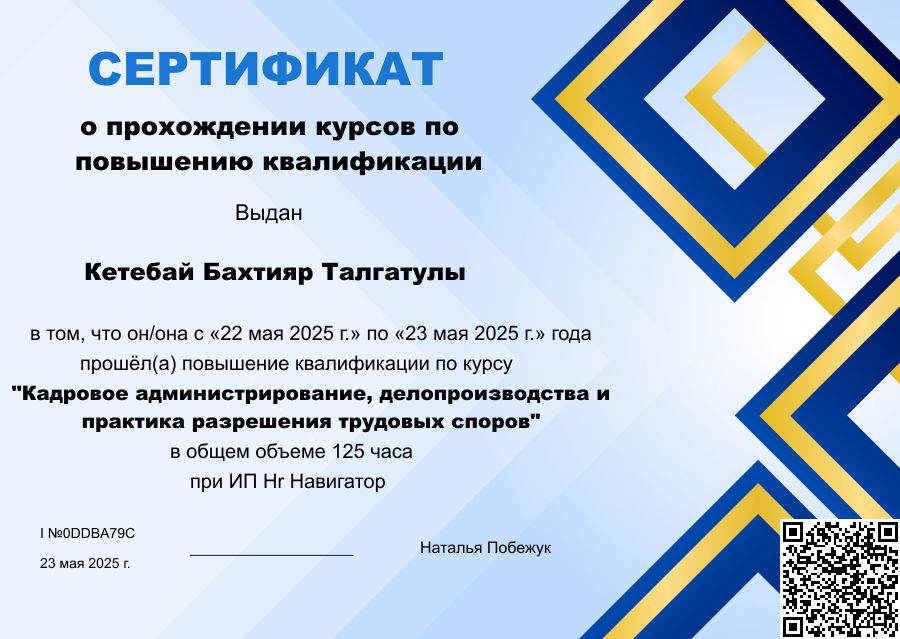 СЕРТИФИКАТ
о прохождении курсов по
повышению квалификации
Выдан
Кетебай Бахтияр Талгатулы
в том, что он/она с «22 мая 2025 г.» по «23 мая 2025 г.» года
прошёл(а) повышение квалификации по курсу
"Кадровое администрирование, делопроизводства и
практика разрешения трудовых споров"
в общем объеме 125 часа
при ИП Hr Навигатор
I №0DDBA79C
23 мая 2025 г.
Наталья Побежук